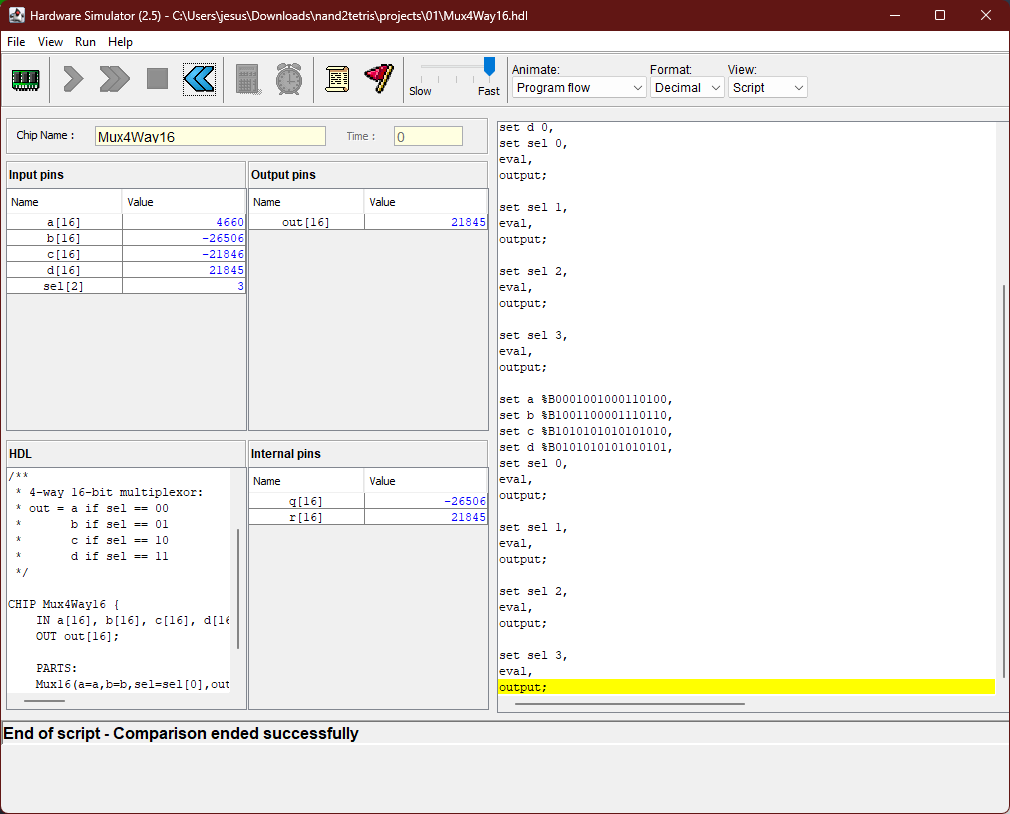 Hardware Simulator (2.5) - C:\Users\jesus\Downloads\nand2tetris\projects\01\Mux4Way16.hdl
File View Run Help
Slow Fast
Animate: Format: View:
Program flow Decimal Script
Chip Name : Mux4Way16 Time : 0
Input pins
Name Value
a[16] 4660
b[16] -26506
c[16] -21846
d[16] 21845
sel[2] 3
Output pins
Name Value
out[16] 21845
HDL
/**
* 4-way 16-bit multiplexor:
* out = a if sel == 00
* b if sel == 01
* c if sel == 10
* d if sel == 11
*/
CHIP Mux4Way16 {
IN a[16], b[16], c[16], d[16
OUT out[16];
PARTS:
Mux16(a=a,b=b,sel=sel[0],out
Internal pins
Name Value
q[16] -26506
r[16] 21845
set d 0,
set sel 0,
eval,
output;
set sel 1,
eval,
output;
set sel 2,
eval,
output;
set sel 3,
eval,
output;
set a %B0001001000110100,
set b %B1001100001110110,
set c %B1010101010101010,
set d %B0101010101010101,
set sel 0,
eval,
output;
set sel 1,
eval,
output;
set sel 2,
eval,
output;
set sel 3,
eval,
output;
End of script - Comparison ended successfully